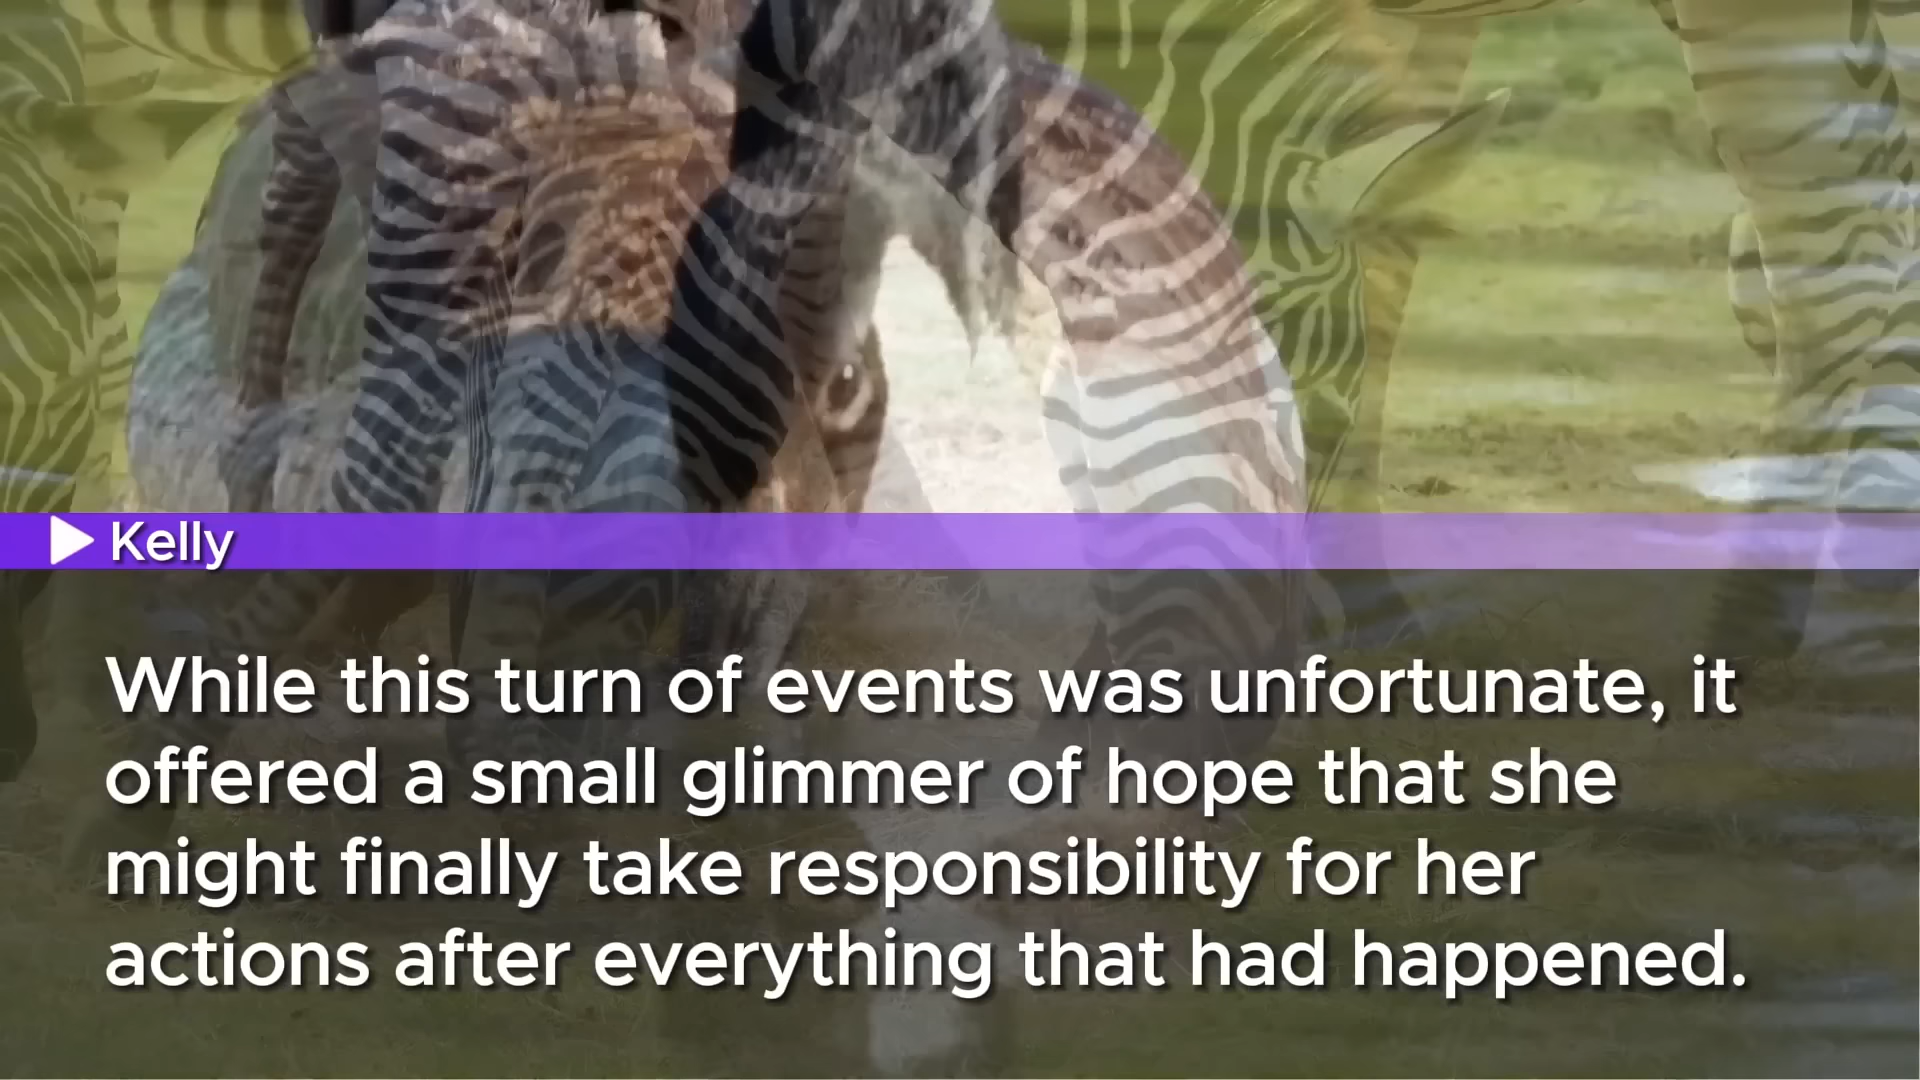 Kelly
While this turn of events was unfortunate, it
offered a small glimmer of hope that she
might finally take responsibility for her
actions after everything that had happened.